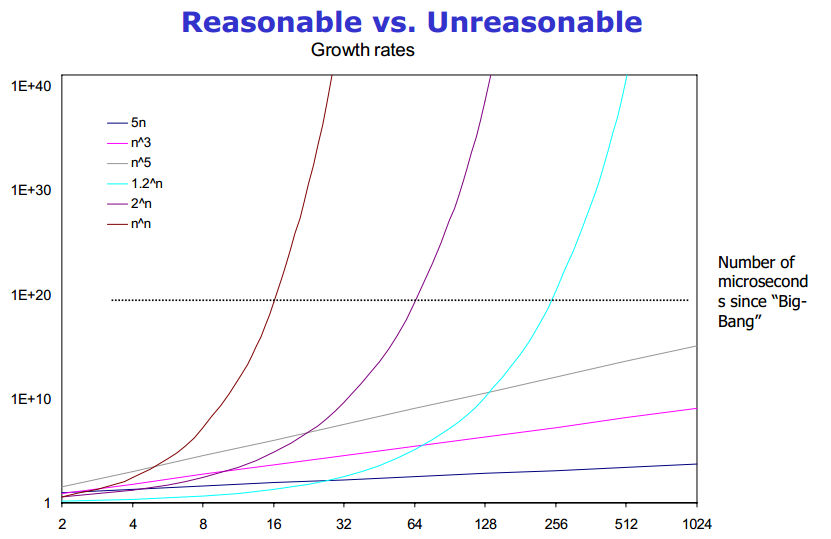 Reasonable vs. Unreasonable
Growth rates
1E+40
1E+30
1E+20
1E+10
1
5n
n^3
n^5
1.2^n
2^n
n^n
Number of
microsecond
s since “Big-
Bang”
2 4 8 16 32 64 128 256 512 1024